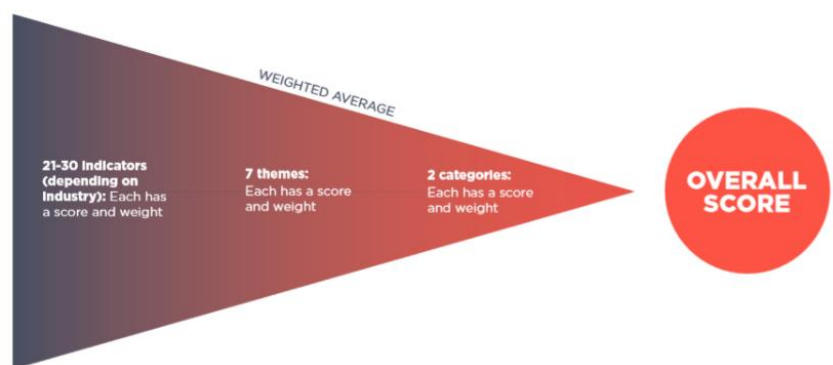 WEIGHTED AVERAGE
21-30 Indicators
(depending on
Industry): Each has
a score and weight
7 themes:
Each has a score
and weight
2 categories:
Each has a score
and weight
OVERALL
SCORE